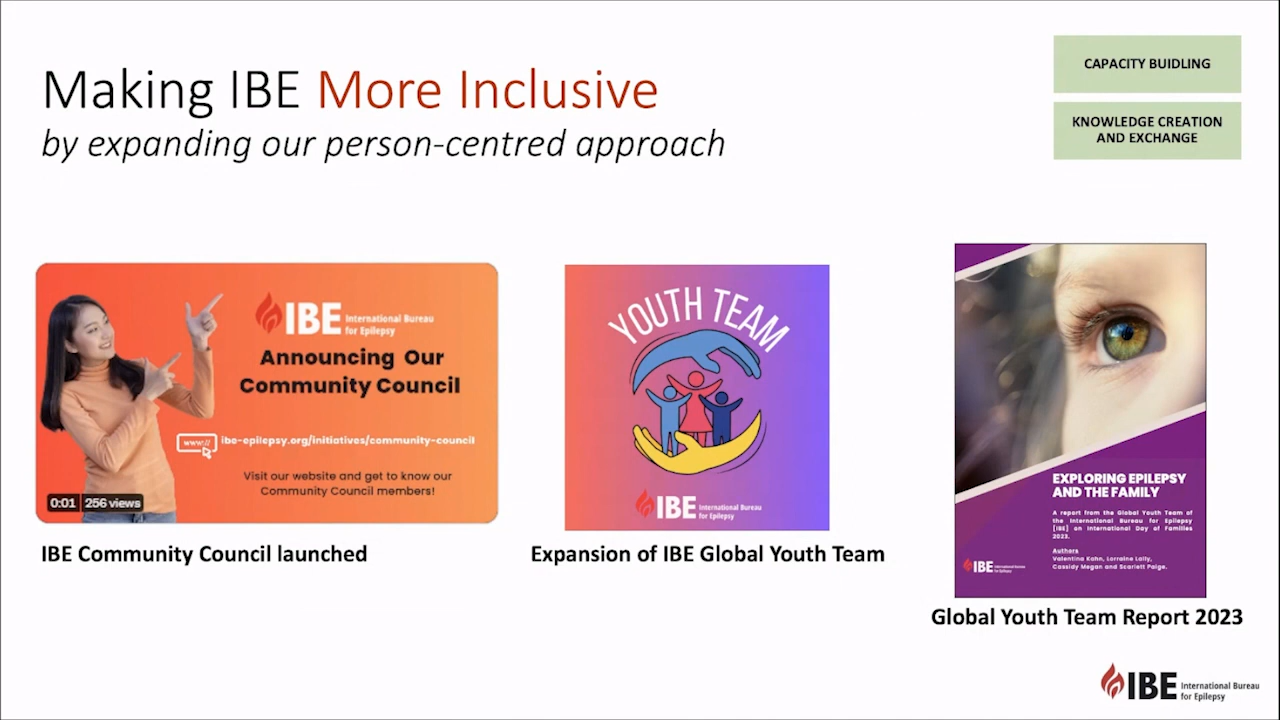 Making IBE More Inclusive
by expanding our person-centred approach
CAPACITY BUIDLING
KNOWLEDGE CREATION
AND EXCHANGE
IBE International Bureau
for Epilepsy
Announcing Our
Community Council
www.// ibe-epilepsy.org/initiatives/community-council
Visit our website and get to know our
Community Council members!
0:01 256 views
IBE Community Council launched
YOUTH TEAM
IBE International Bureau
for Epilepsy
Expansion of IBE Global Youth Team
EXPLORING EPILEPSY
AND THE FAMILY
A report from the Global Youth Team of
the International Bureau for Epilepsy
[IBE] on International Day of Families
2023.
Authors
Valentina Kahn, Lorraine Lally,
Cassidy Megan and Scarlett Paige.
IBE International Bureau
for Epilepsy
Global Youth Team Report 2023
IBE International Bureau
for Epilepsy